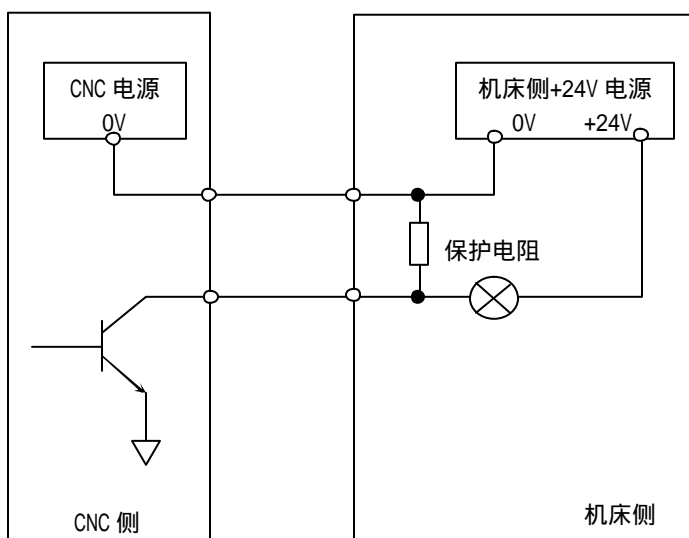 CNC 电源
0V
机床侧+24V 电源
0V +24V
保护电阻
CNC 侧
机床侧